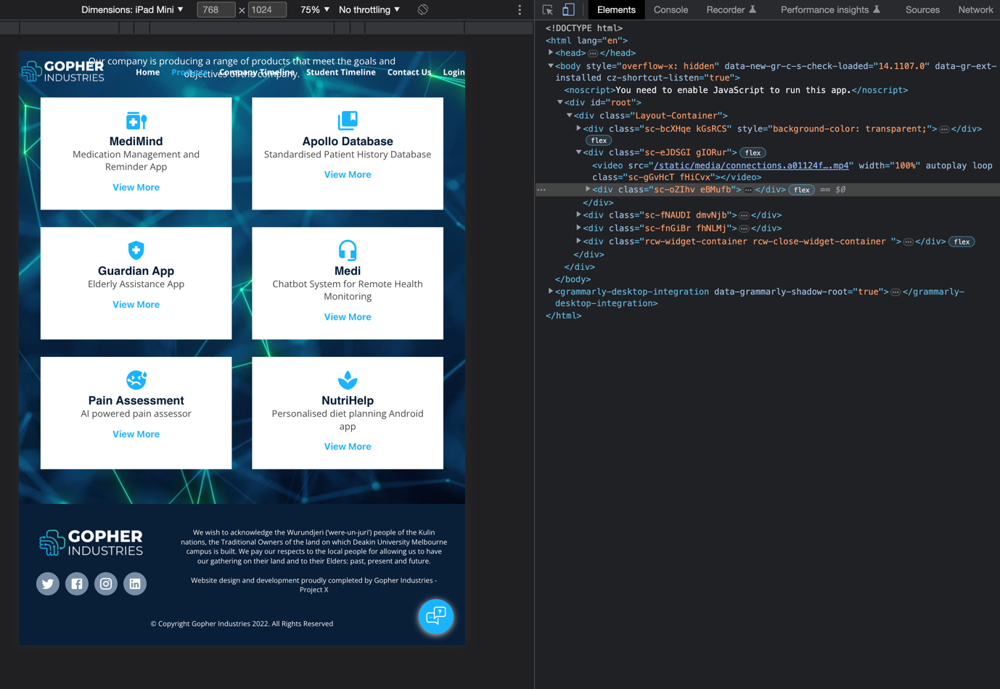 Dimensions: iPad Mini ▼ 768 × 1024 75% ▼ No throttling ▼
Elements Console Recorder Performance insights Sources Network
Our company is producing a range of products that meet the goals and
objectives of the company.
GOPHER
INDUSTRIES
Home Products Company Timeline Student Timeline Contact Us Login
MediMind
Medication Management and
Reminder App
View More
Apollo Database
Standardised Patient History Database
View More
Guardian App
Elderly Assistance App
View More
Medi
Chatbot System for Remote Health
Monitoring
View More
Pain Assessment
AI powered pain assessor
View More
NutriHelp
Personalised diet planning Android
app
View More
GOPHER
INDUSTRIES
We wish to acknowledge the Wurundjeri ('were-un-juri') people of the Kulin
nations, the Traditional Owners of the land on which Deakin University Melbourne
campus is built. We pay our respects to the local people for allowing us to have
our gathering on their land and to their Elders: past, present and future.
Website design and development proudly completed by Gopher Industries -
Project X
© Copyright Gopher Industries 2022. All Rights Reserved
<!DOCTYPE html>
<html lang="en">
<head>…</head>
<body style="overflow-x: hidden" data-new-gr-c-s-check-loaded="14.1107.0" data-gr-ext-
installed cz-shortcut-listen="true">
<noscript>You need to enable JavaScript to run this app.</noscript>
<div id="root">
<div class="Layout-Container">
<div class="sc-bcXHqe kGsRCS" style="background-color: transparent;">…</div>
flex
<div class="sc-eJDSGI gIORur"> flex
<video src="/static/media/connections.a01124f….mp4" width="100%" autoplay loop
class="sc-gGvHcT fHiCvx"></video>
<div class="sc-oZIhv eBMufb">…</div> flex == $0
</div>
<div class="sc-fNAUDI dmvNjb">…</div>
<div class="sc-fnGiBr fhNLMj">…</div>
<div class="rcw-widget-container rcw-close-widget-container ">…</div> flex
</div>
</div>
</body>
<grammarly-desktop-integration data-grammarly-shadow-root="true">…</grammarly-
desktop-integration>
</html>